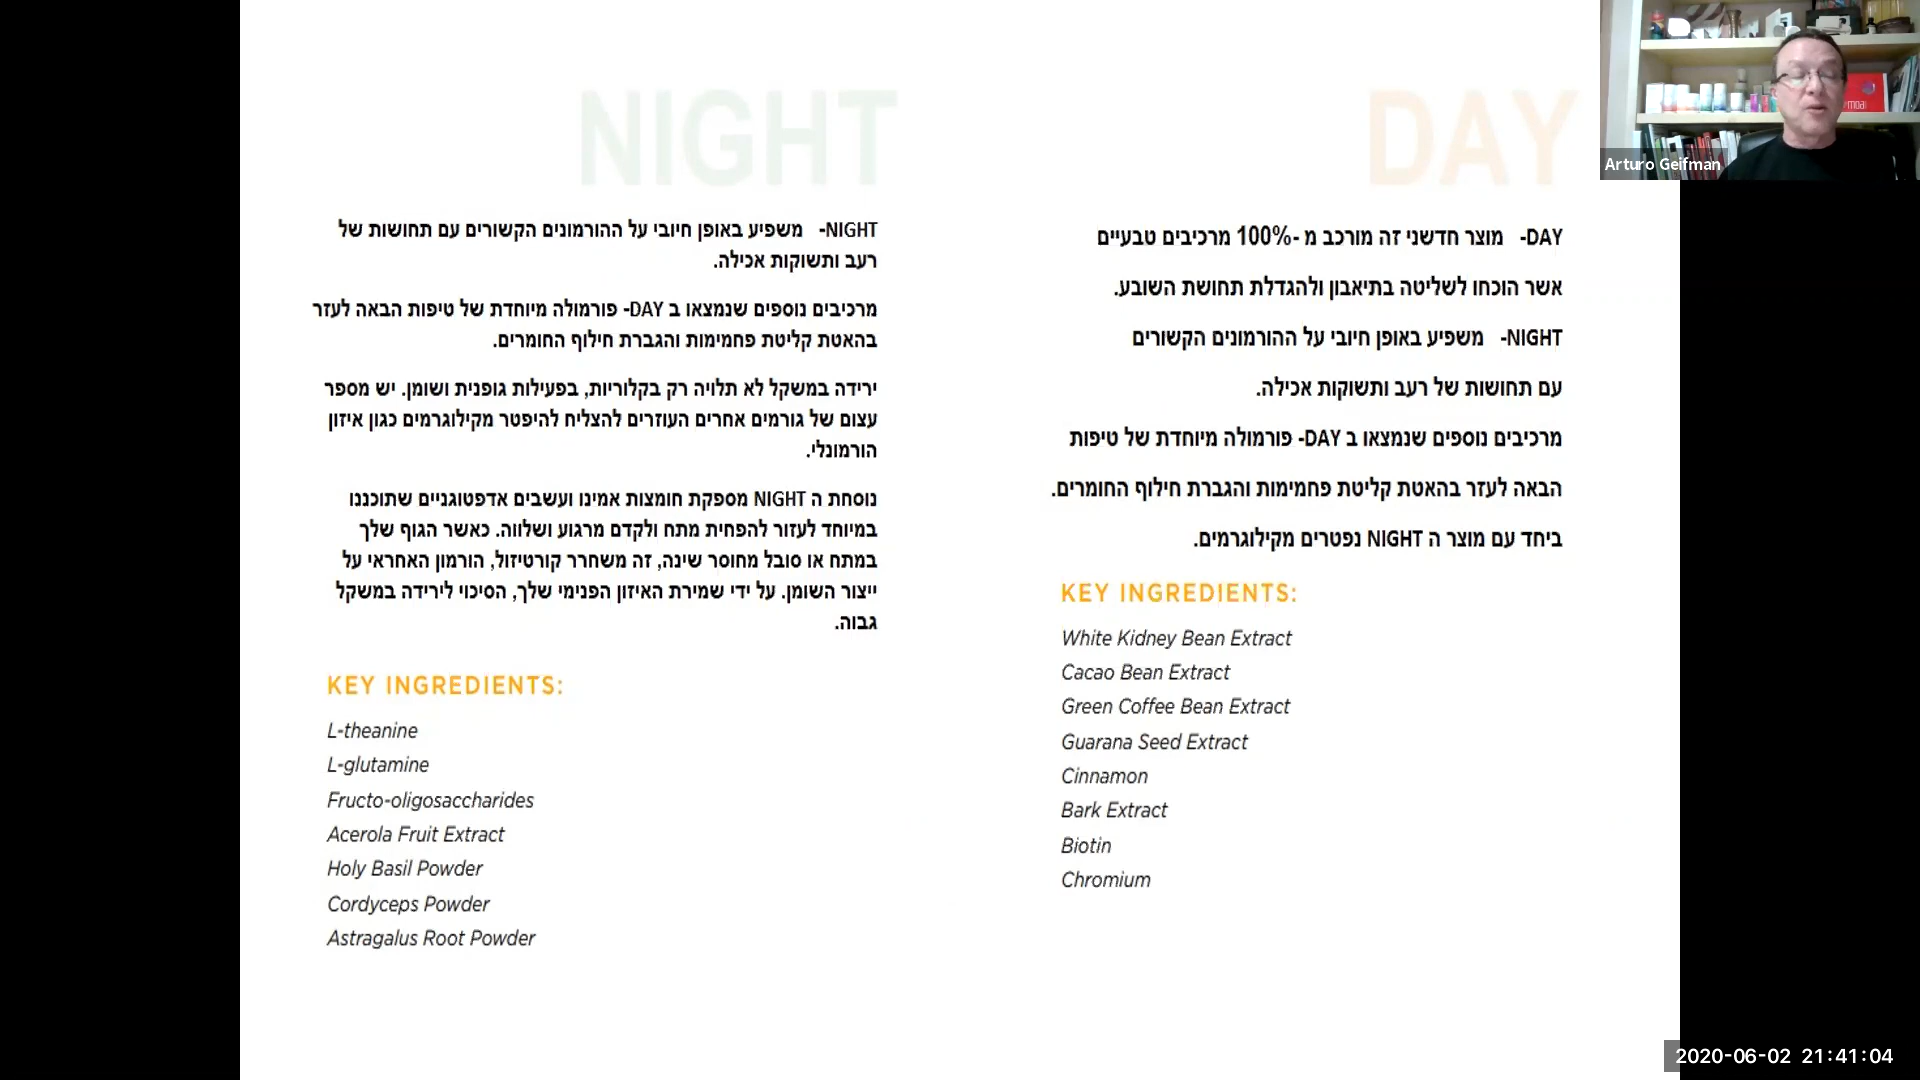 NIGHT
DAY
Arturo Geifman
DAY- מוצר חדשני זה מורכב מ -100% מרכיבים טבעיים
אשר הוכחו לשליטה בתיאבון ולהגדלת תחושת השובע.
NIGHT- משפיע באופן חיובי על ההורמונים הקשורים
עם תחושות של רעב ותשוקות אכילה.
מרכיבים נוספים שנמצאו ב DAY- פורמולה מיוחדת של טיפות
הבאה לעזר בהאטת קליטת פחמימות והגברת חילוף החומרים.
ביחד עם מוצר ה NIGHT נפטרים מקילוגרמים.
KEY INGREDIENTS:
White Kidney Bean Extract
Cacao Bean Extract
Green Coffee Bean Extract
Guarana Seed Extract
Cinnamon
Bark Extract
Biotin
Chromium
NIGHT- משפיע באופן חיובי על ההורמונים הקשורים עם תחושות של
רעב ותשוקות אכילה.
מרכיבים נוספים שנמצאו ב DAY- פורמולה מיוחדת של טיפות הבאה לעזר
בהאטת קליטת פחמימות והגברת חילוף החומרים.
ירידה במשקל לא תלויה רק בקלוריות, בפעילות גופנית ושומן. יש מספר
עצום של גורמים אחרים העוזרים להצליח להיפטר מקילוגרמים כגון איזון
הורמונלי.
נוסחת ה NIGHT מספקת חומצות אמינו ועשבים אדפטוגניים שתוכננו
במיוחד לעזור להפחית מתח ולקדם מרגוע ושלווה. כאשר הגוף שלך
במתח או סובל מחוסר שינה, זה משחרר קורטיזול, הורמון האחראי על
ייצור השומן. על ידי שמירת האיזון הפנימי שלך, הסיכוי לירידה במשקל
גבוה.
KEY INGREDIENTS:
L-theanine
L-glutamine
Fructo-oligosaccharides
Acerola Fruit Extract
Holy Basil Powder
Cordyceps Powder
Astragalus Root Powder
2020-06-02 21:41:04